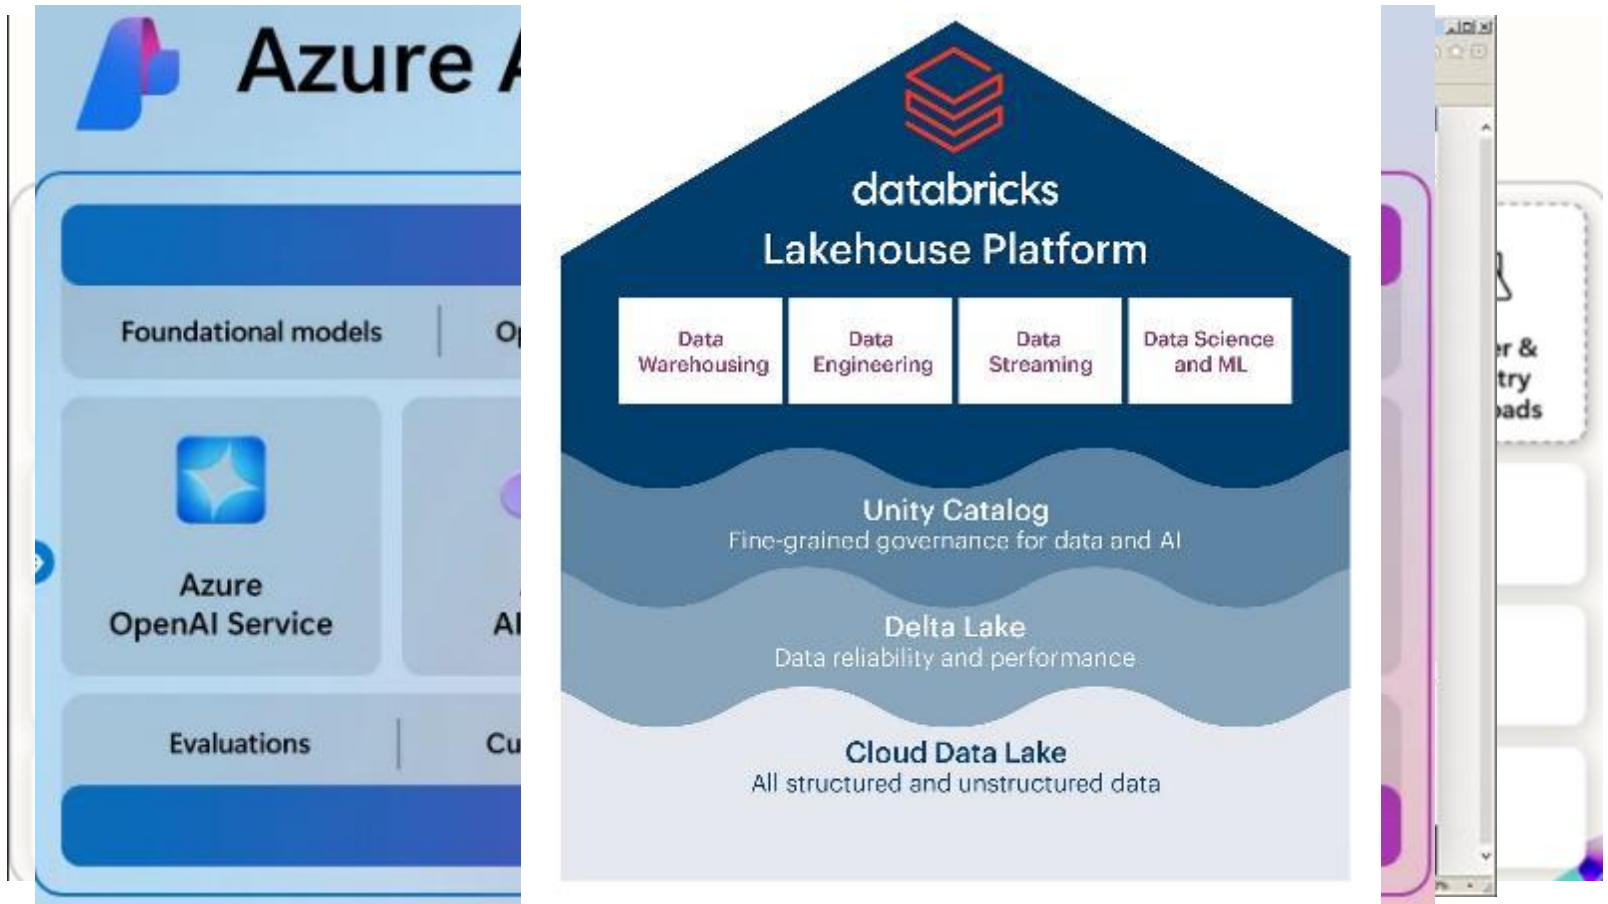 Azure
Foundational models
Azure
OpenAI Service
Evaluations
databricks
Lakehouse Platform
Data
Warehousing
Data
Engineering
Data
Streaming
Data Science
and ML
Unity Catalog
Fine-grained governance for data and AI
Delta Lake
Data reliability and performance
Cloud Data Lake
All structured and unstructured data
&